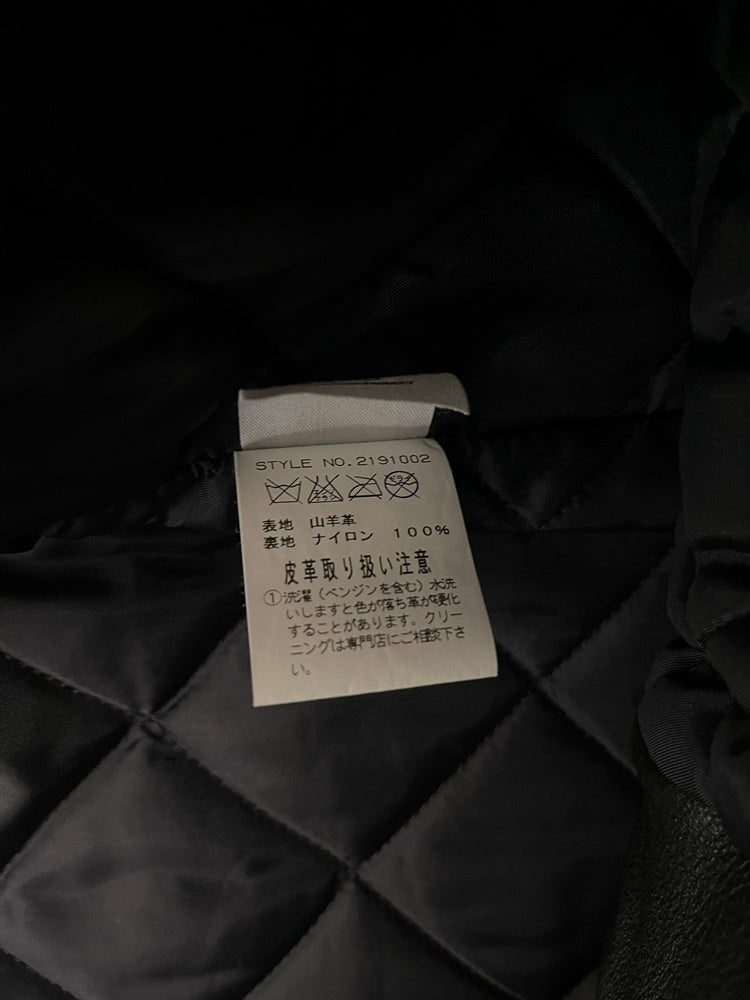 STYLE NO.2191002
表地 山羊革
裏地 ナイロン 100%
皮革取り扱い注意
①洗濯（ベンジンを含む）水洗
いしますと色が落ち革が硬化
することがあります。クリー
ニングは専門店にご相談下さ
い。